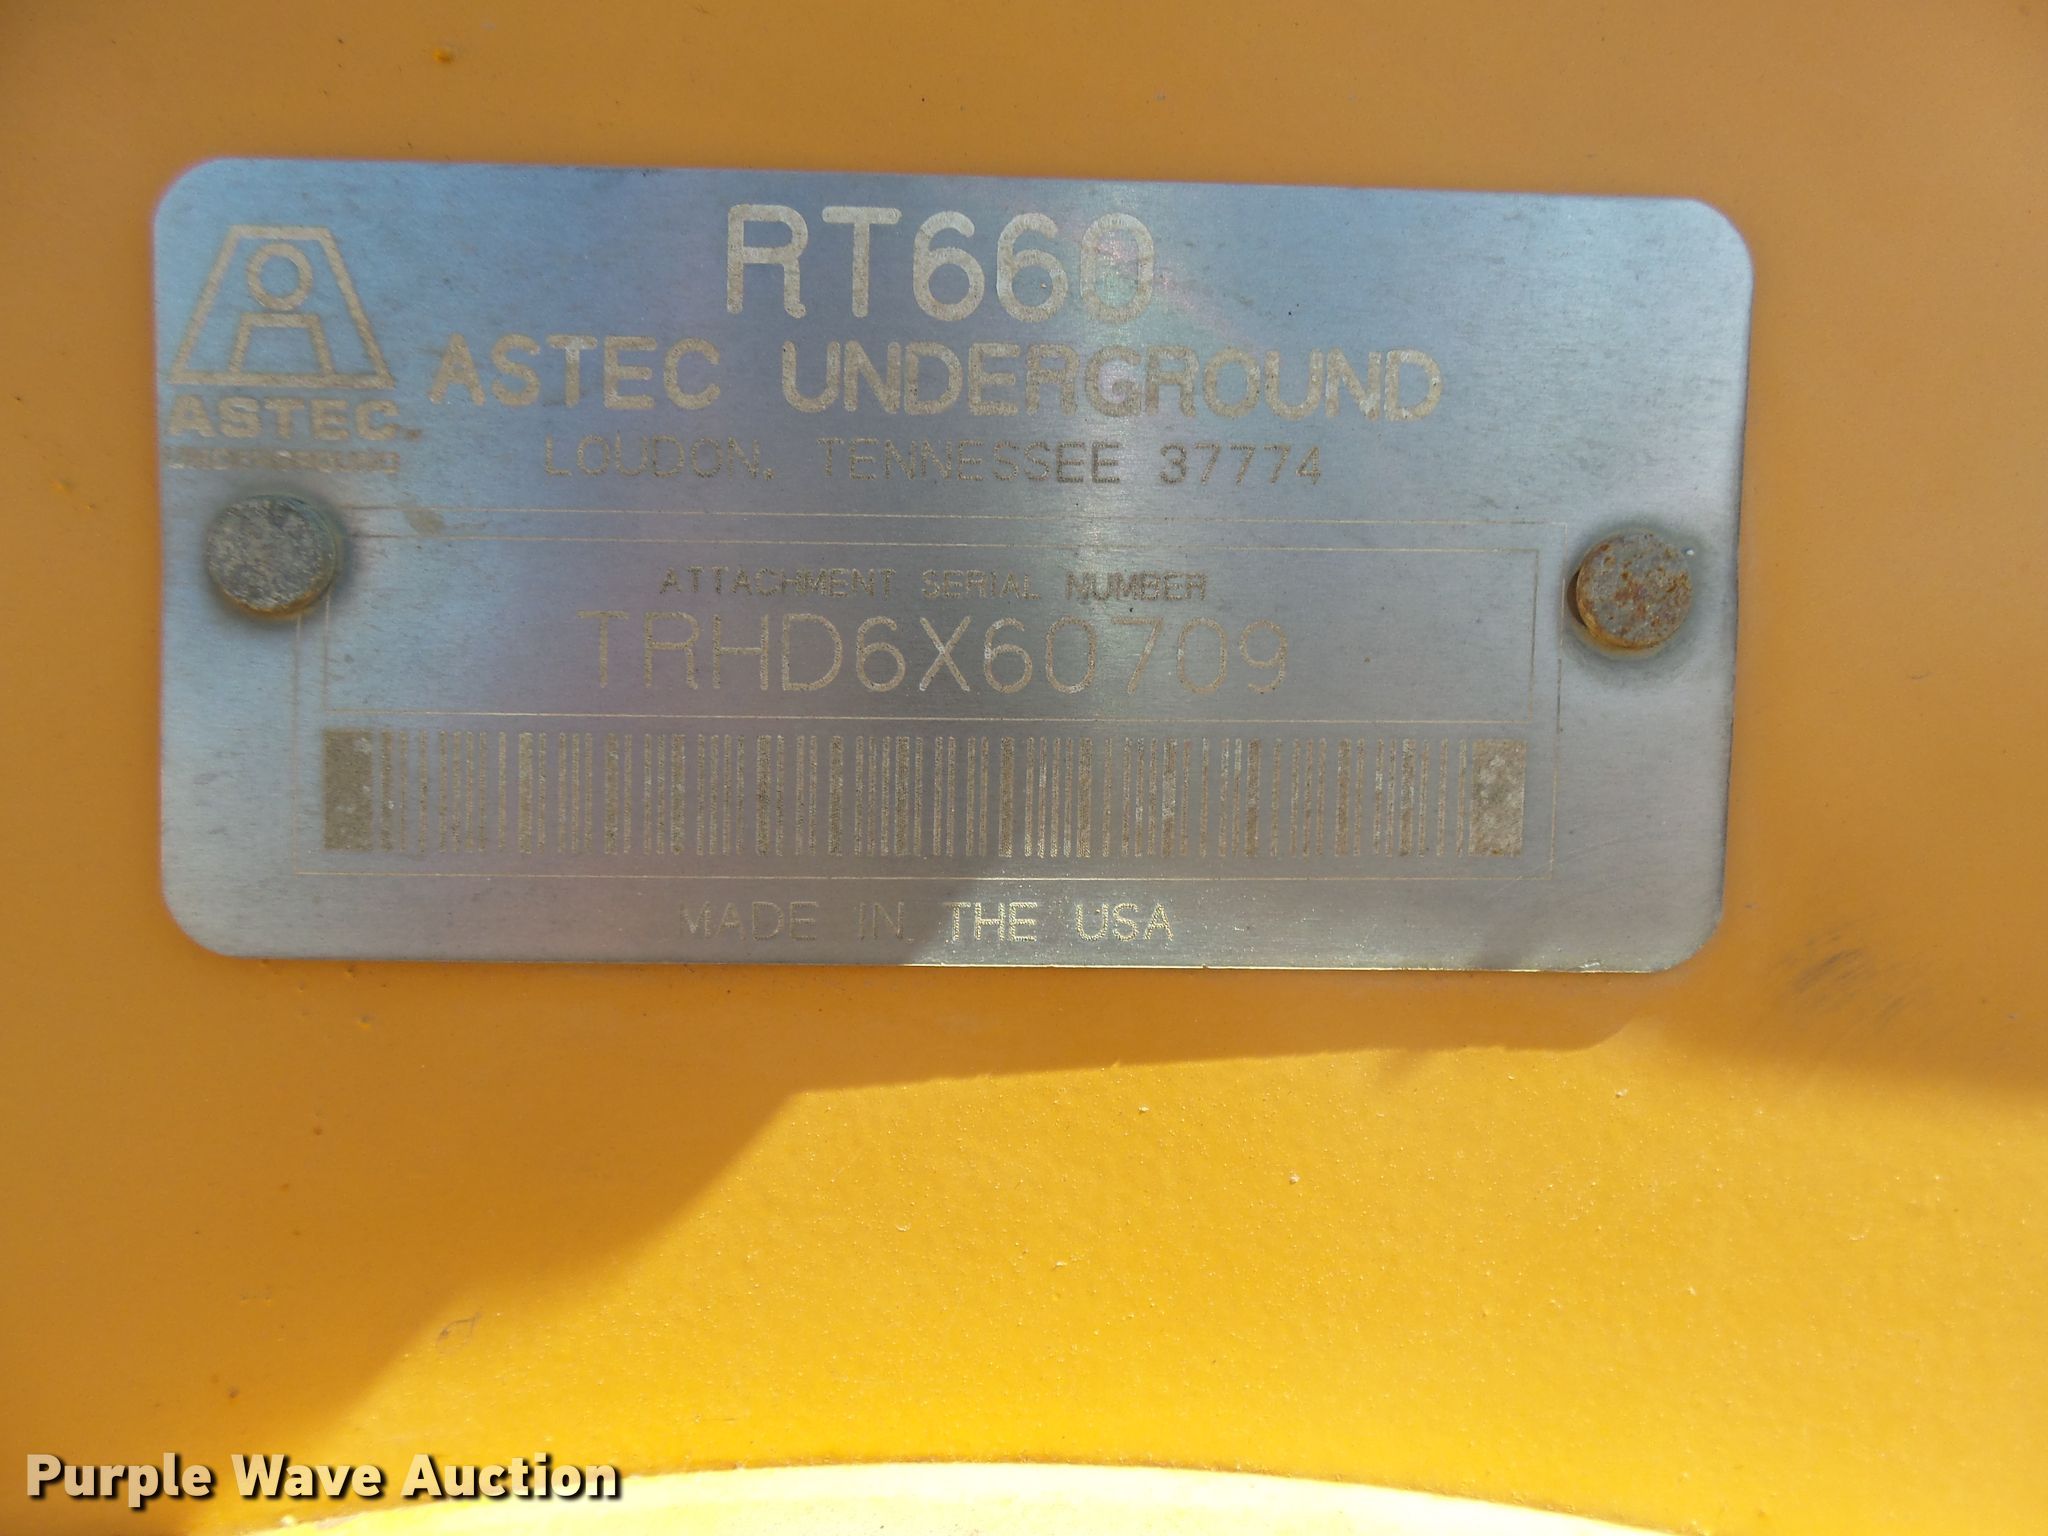 RT660
ASTEC
UNDERGROUND
ASTEC UNDERGROUND
LOUDON, TENNESSEE 37774
ATTACHMENT SERIAL NUMBER
TRHD6X60709
MADE IN THE USA
Purple Wave Auction